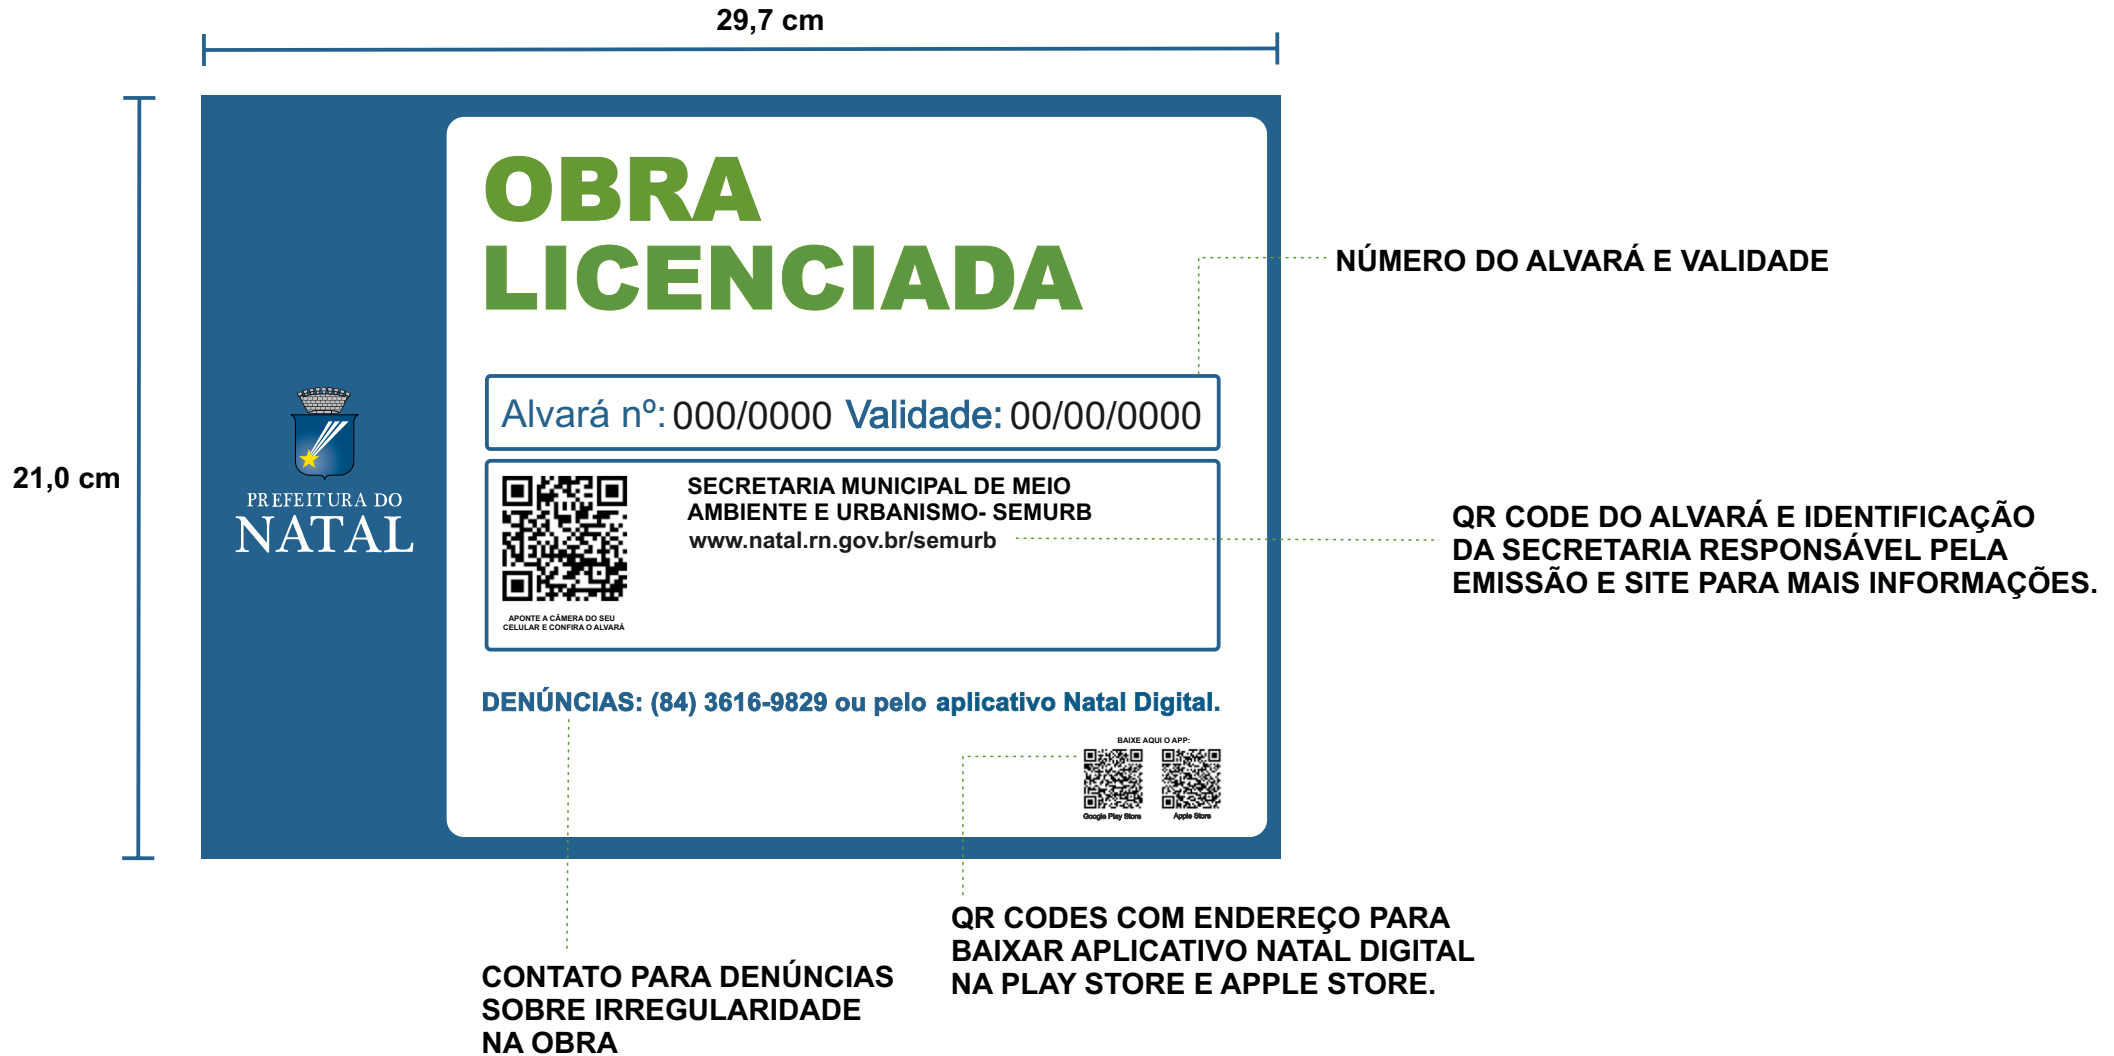 29,7 cm
21,0 cm
OBRA
LICENCIADA
NÚMERO DO ALVARÁ E VALIDADE
Alvará nº: 000/0000 Validade: 00/00/0000
PREFEITURA DO
NATAL
SECRETARIA MUNICIPAL DE MEIO
AMBIENTE E URBANISMO- SEMURB
www.natal.rn.gov.br/semurb
APONTE A CÂMERA DO SEU
CELULAR E CONFIRA O ALVARÁ
QR CODE DO ALVARÁ E IDENTIFICAÇÃO
DA SECRETARIA RESPONSÁVEL PELA
EMISSÃO E SITE PARA MAIS INFORMAÇÕES.
DENÚNCIAS: (84) 3616-9829 ou pelo aplicativo Natal Digital.
BAIXE AQUI O APP:
Google Play Store
Apple Store
CONTATO PARA DENÚNCIAS
SOBRE IRREGULARIDADE
NA OBRA
QR CODES COM ENDEREÇO PARA
BAIXAR APLICATIVO NATAL DIGITAL
NA PLAY STORE E APPLE STORE.